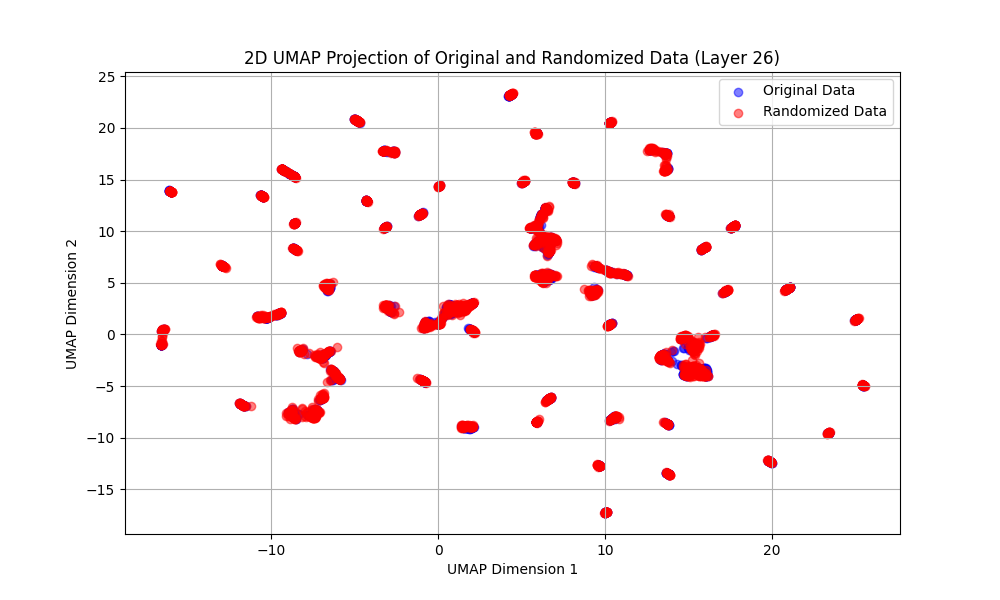 2D UMAP Projection of Original and Randomized Data (Layer 26)
Original Data
Randomized Data
25
20
15
10
5
0
−5
−10
−15
−10
0
10
20
UMAP Dimension 1
UMAP Dimension 2